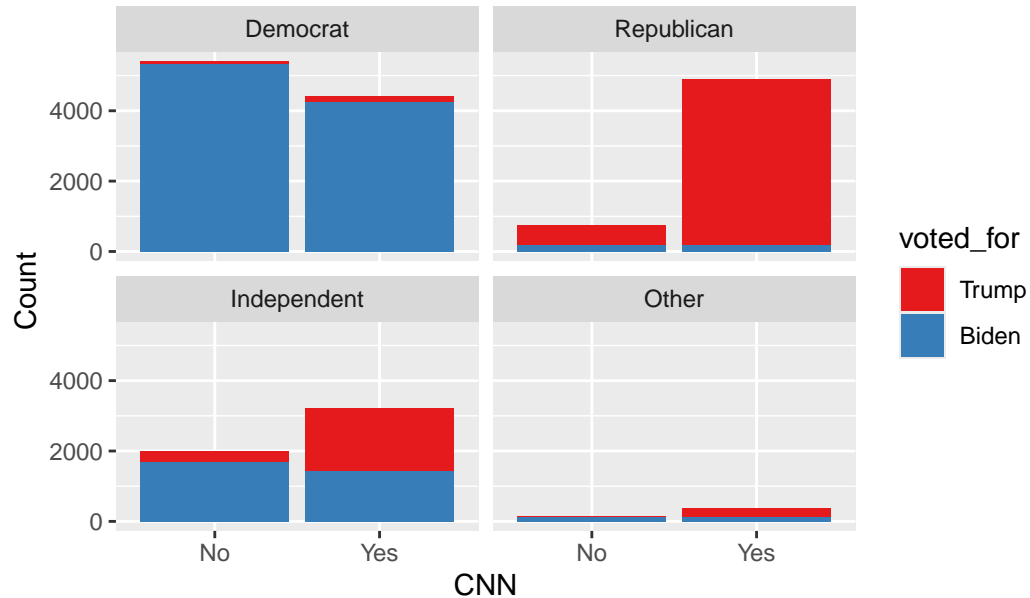 Democrat
Republican
4000
2000
0
Independent
Other
4000
2000
0
No
Yes
No
Yes
CNN
Count
voted_for
Trump
Biden